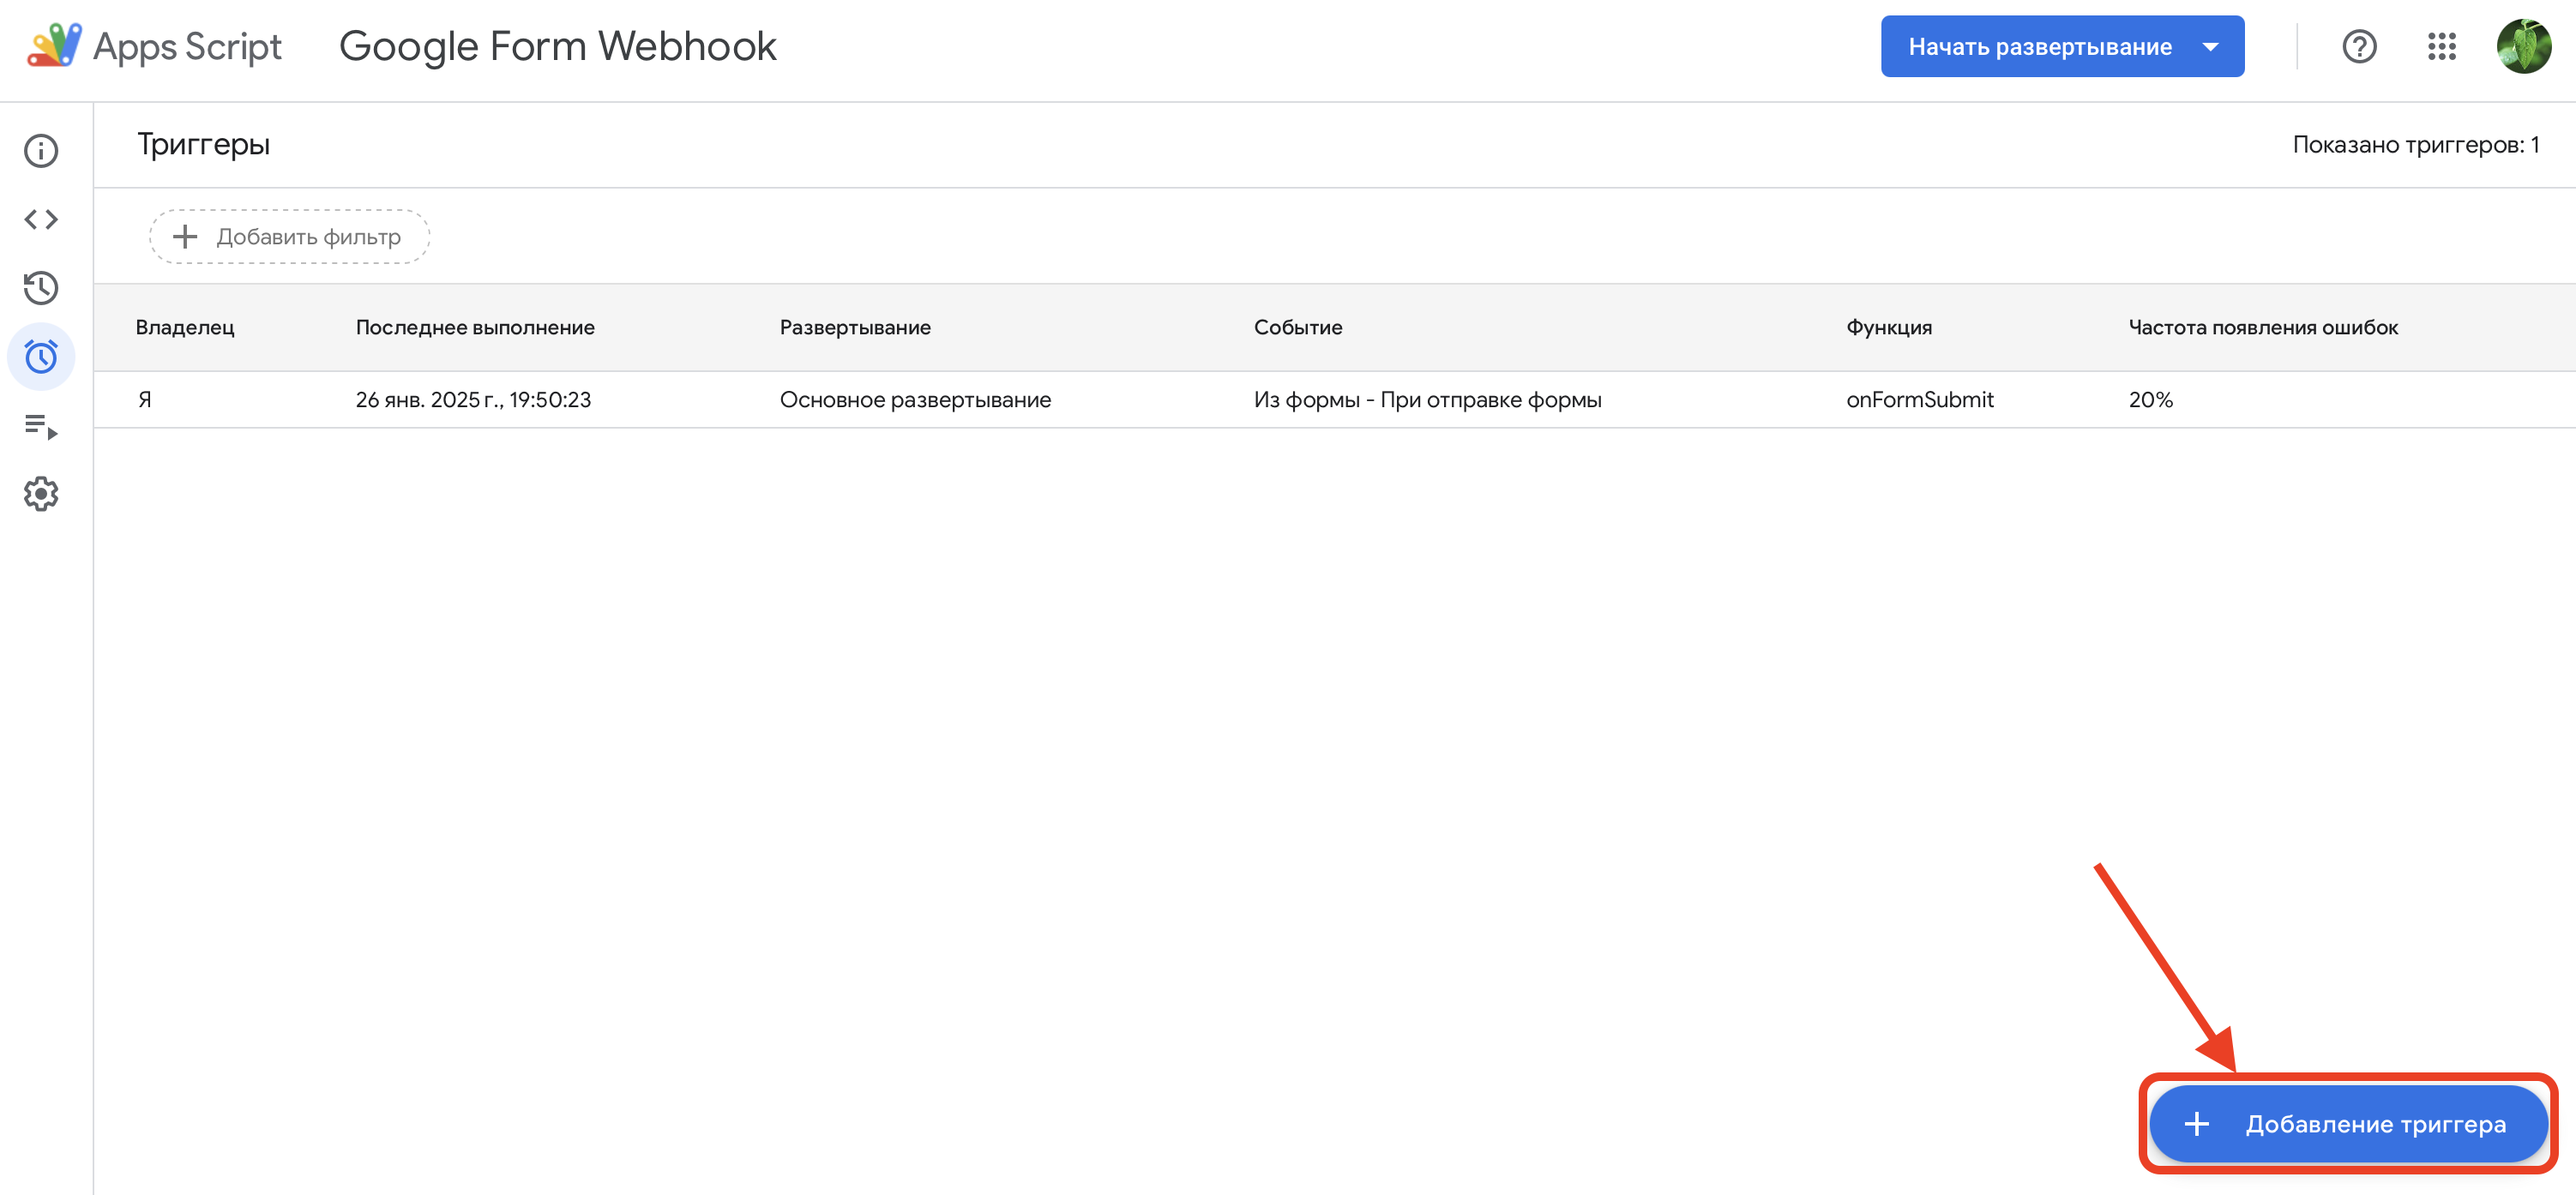 Apps Script Google Form Webhook Начать развертывание
Триггеры Показано триггеров: 1
Добавить фильтр
Владелец Последнее выполнение Развертывание Событие Функция Частота появления ошибок
Я 26 янв. 2025 г., 19:50:23 Основное развертывание Из формы - При отправке формы onFormSubmit 20%
Добавление триггера